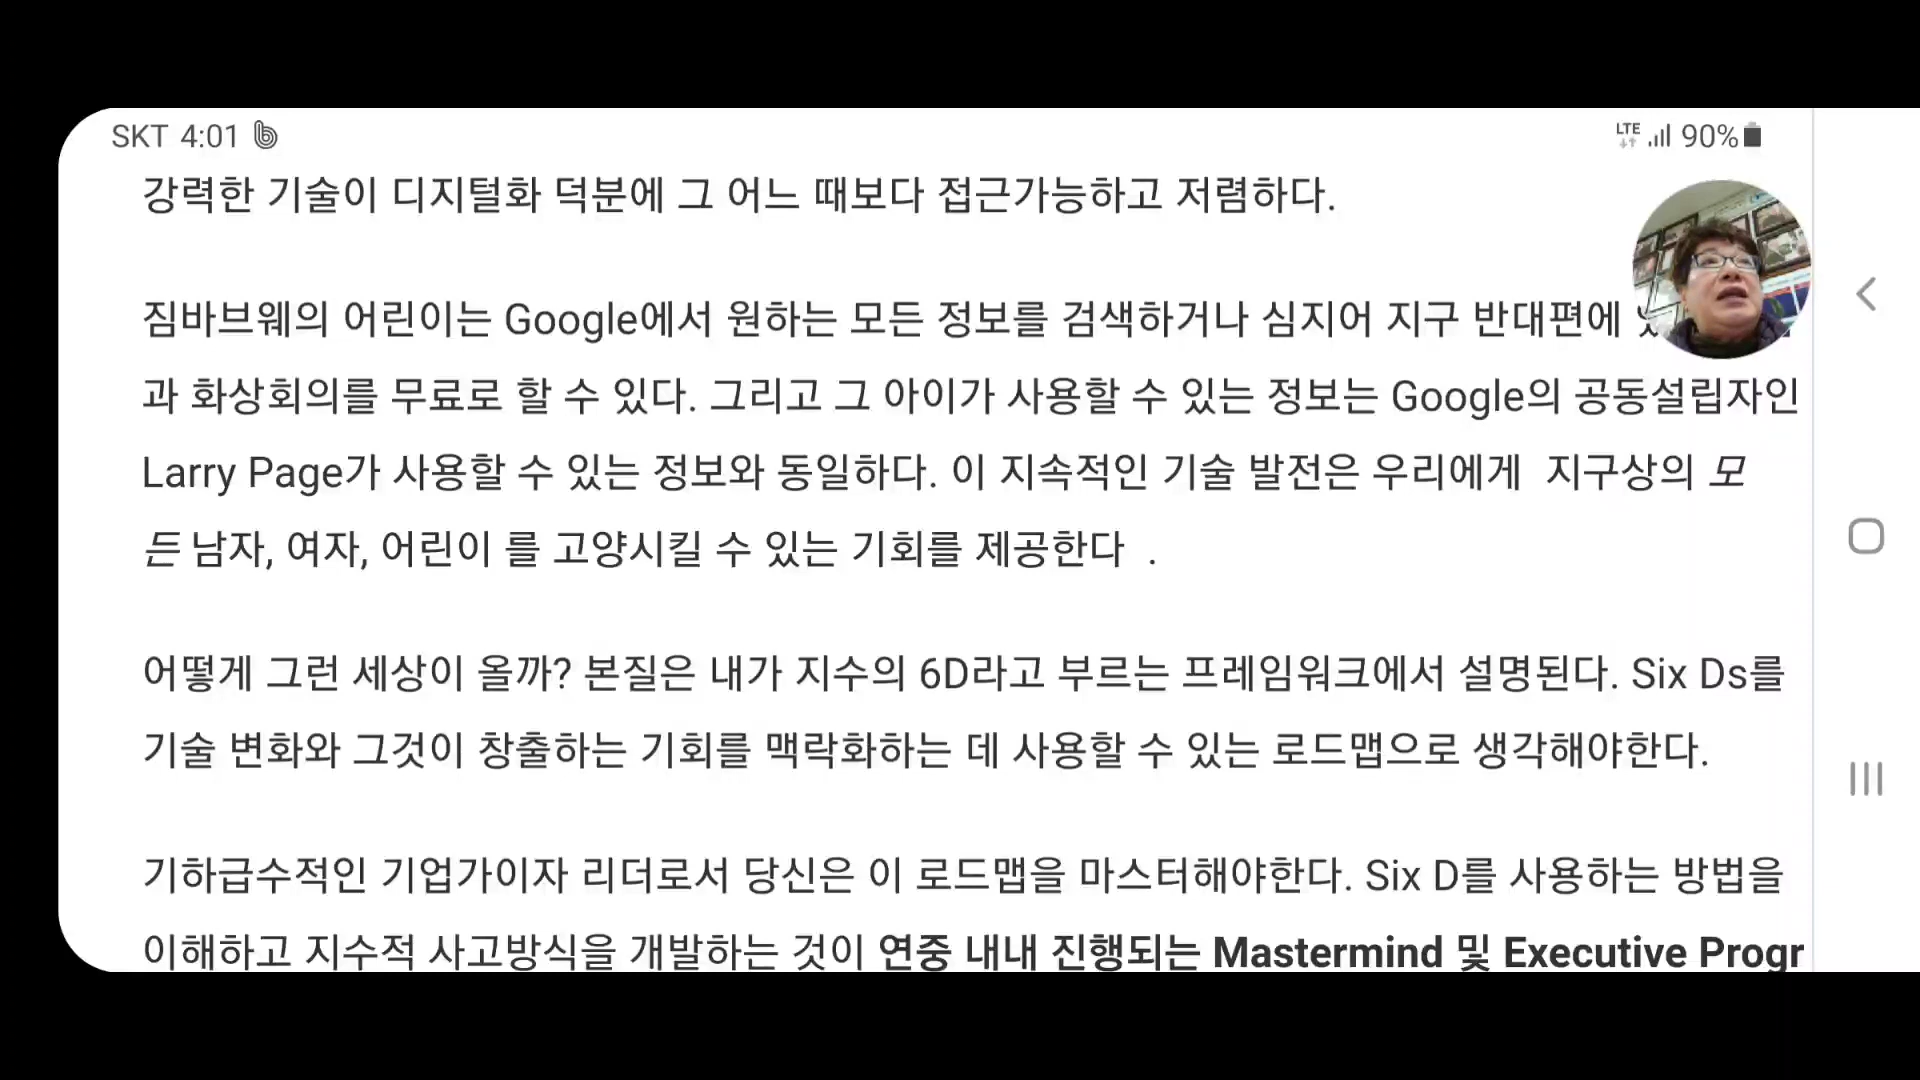 SKT 4:01
LTE 90%
강력한 기술이 디지털화 덕분에 그 어느 때보다 접근가능하고 저렴하다.
짐바브웨의 어린이는 Google에서 원하는 모든 정보를 검색하거나 심지어 지구 반대편에
과 화상회의를 무료로 할 수 있다. 그리고 그 아이가 사용할 수 있는 정보는 Google의 공동설립자인
Larry Page가 사용할 수 있는 정보와 동일하다. 이 지속적인 기술 발전은 우리에게 지구상의 모
든 남자, 여자, 어린이 를 고양시킬 수 있는 기회를 제공한다 .
어떻게 그런 세상이 올까? 본질은 내가 지수의 6D라고 부르는 프레임워크에서 설명된다. Six Ds를
기술 변화와 그것이 창출하는 기회를 맥락화하는 데 사용할 수 있는 로드맵으로 생각해야한다.
기하급수적인 기업가이자 리더로서 당신은 이 로드맵을 마스터해야한다. Six D를 사용하는 방법을
이해하고 지수적 사고방식을 개발하는 것이 연중 내내 진행되는 Mastermind 및 Executive Progr